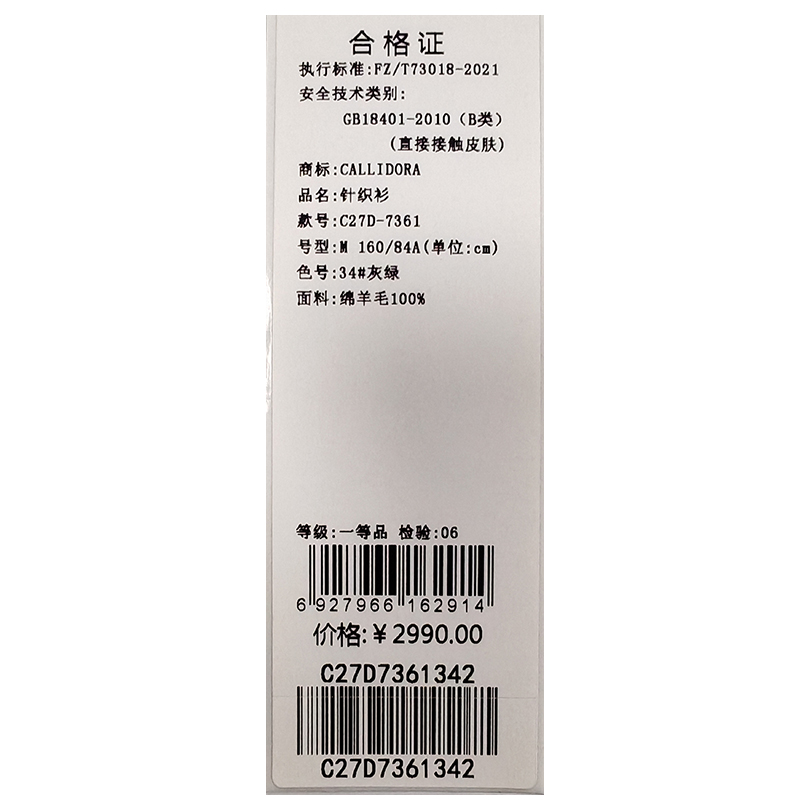 合格证
执行标准:FZ/T73018-2021
安全技术类别:
GB18401-2010（B类）
(直接接触皮肤)
商标:CALLIDORA
品名:针织衫
款号:C27D-7361
号型:M 160/84A(单位:cm)
色号:34#灰绿
面料:绵羊毛100%
等级:一等品 检验:06
6 927966 162914
价格:¥2990.00
C27D7361342
C27D7361342